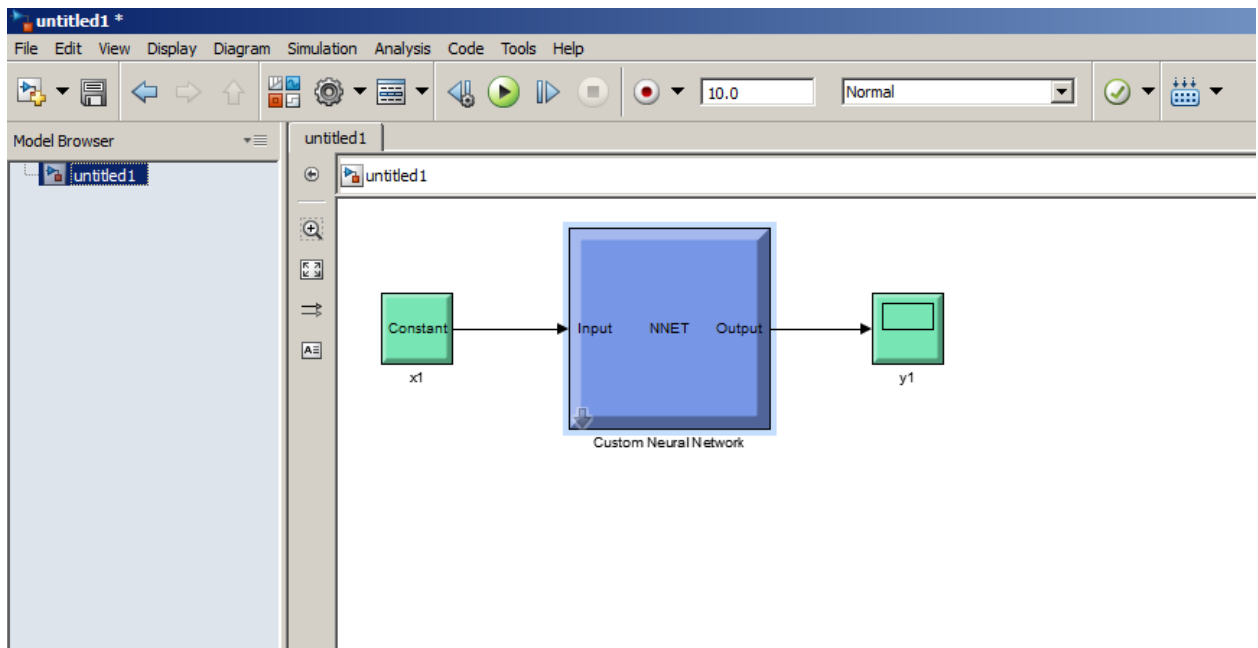 untitled1 *
File Edit View Display Diagram Simulation Analysis Code Tools Help
10.0 Normal
Model Browser untitled1
untitled1 untitled1
Constant Input NNET Output
x1 y1
Custom Neural Network
A